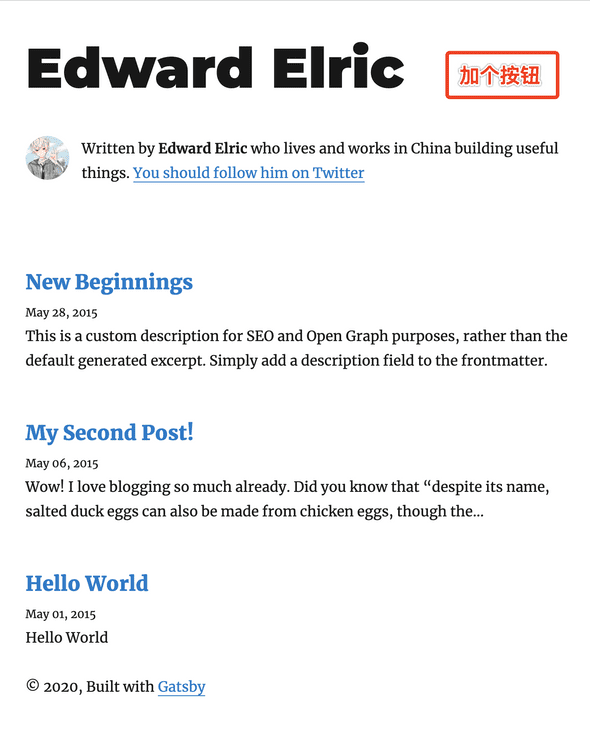 Edward Elric
加个按钮
Written by Edward Elric who lives and works in China building useful
things. You should follow him on Twitter
New Beginnings
May 28, 2015
This is a custom description for SEO and Open Graph purposes, rather than the
default generated excerpt. Simply add a description field to the frontmatter.
My Second Post!
May 06, 2015
Wow! I love blogging so much already. Did you know that “despite its name,
salted duck eggs can also be made from chicken eggs, though the…
Hello World
May 01, 2015
Hello World
© 2020, Built with Gatsby